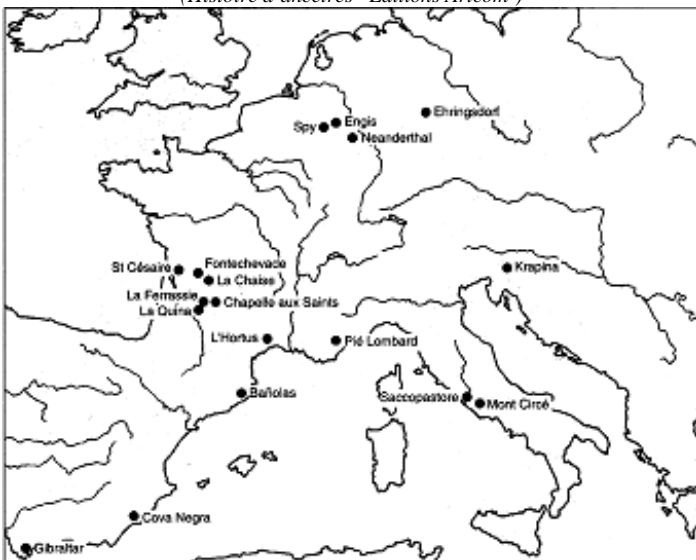 (Histoire d'ancêtres "Editions Artcom")
Ehringsdorf
Engis
Spy
Neanderthal
St Césaire
Fontechevade
La Chaise
Krapina
La Ferrassie
Chapelle aux Saints
La Quina
L'Hortus
Pié Lombard
Bañolas
Saccopastore
Mont Circé
Cova Negra
Gibraltar